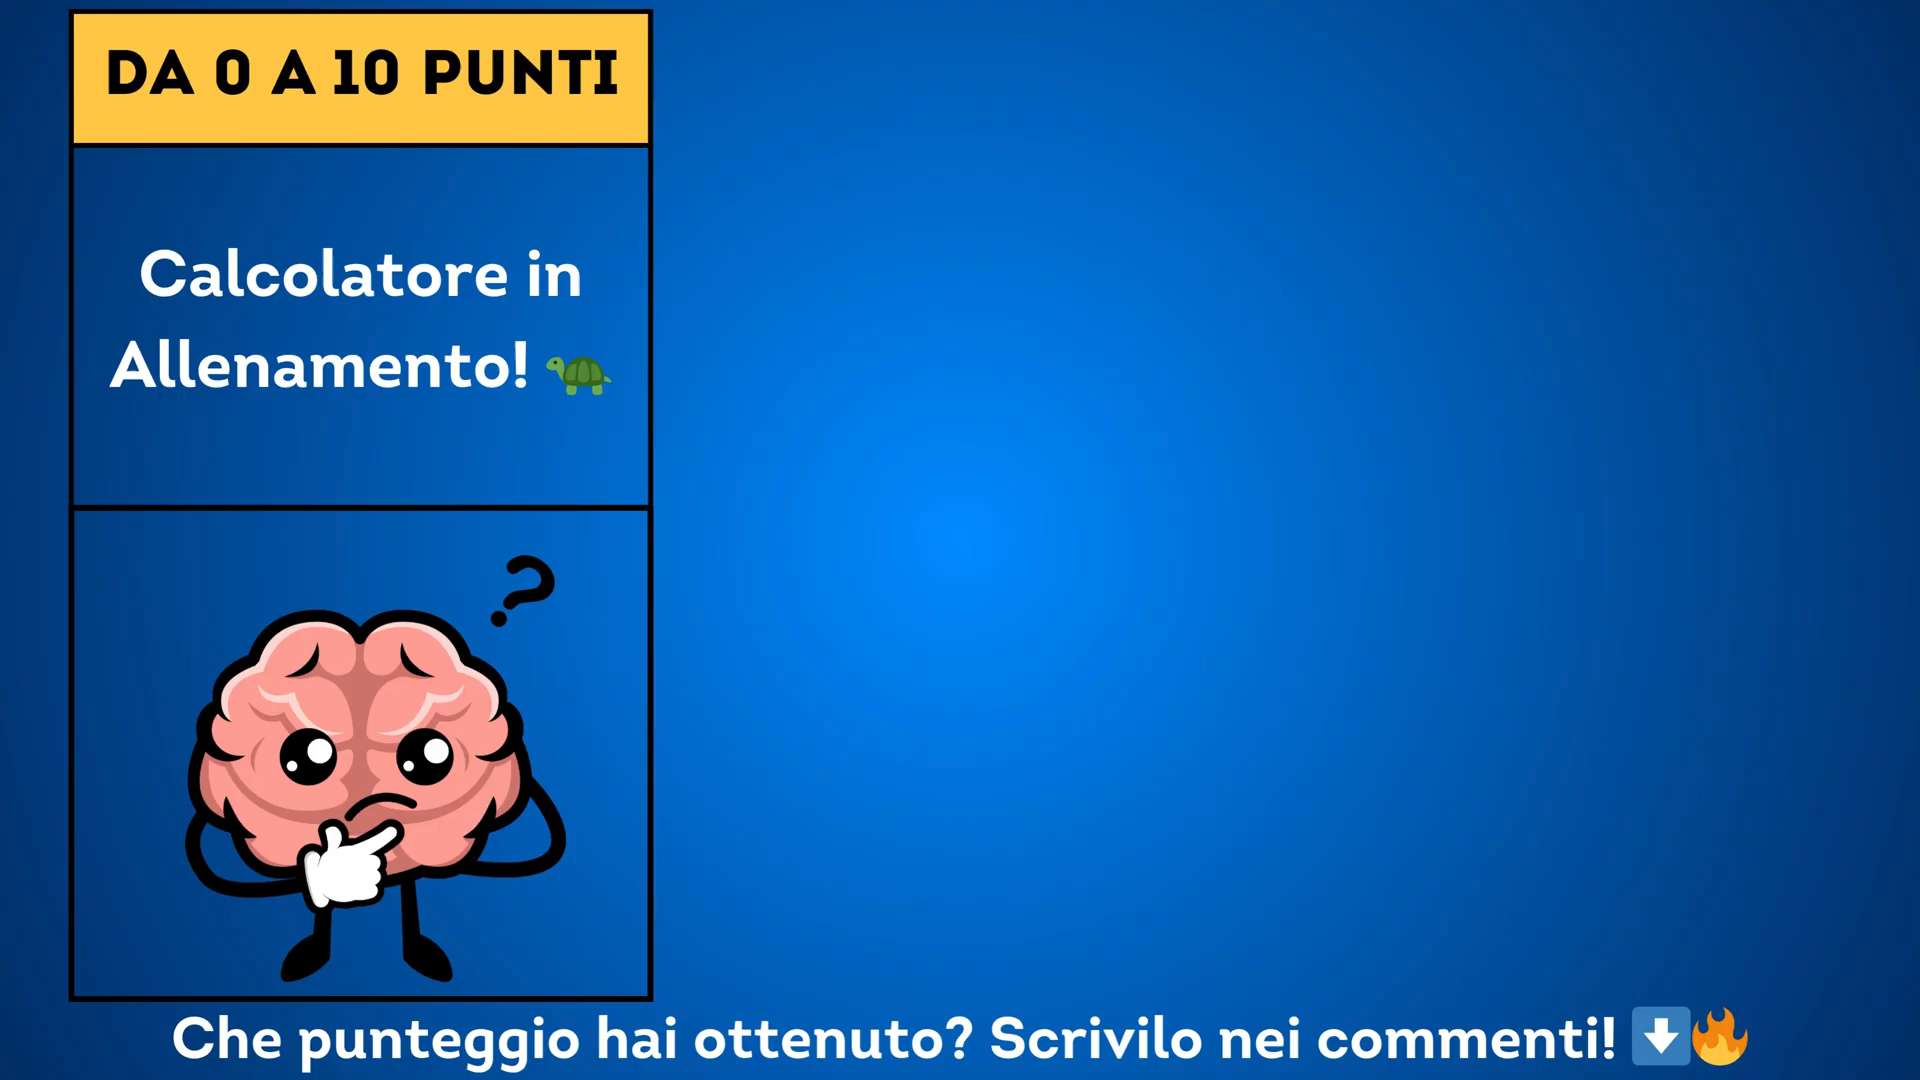 DA 0 A 10 PUNTI
Calcolatore in
Allenamento! 🐢
?
Che punteggio hai ottenuto? Scrivilo nei commenti! ⬇️🔥